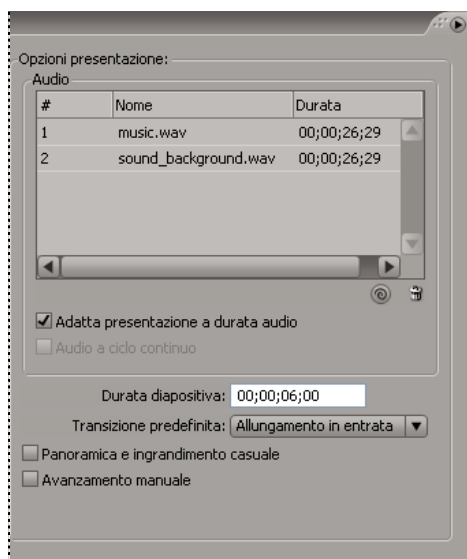 Opzioni presentazione:
Audio
# Nome Durata
1 music.wav 00;00;26;29
2 sound_background.wav 00;00;26;29
Adatta presentazione a durata audio
Audio a ciclo continuo
Durata diapositiva: 00;00;06;00
Transizione predefinita: Allungamento in entrata
Panoramica e ingrandimento casuale
Avanzamento manuale